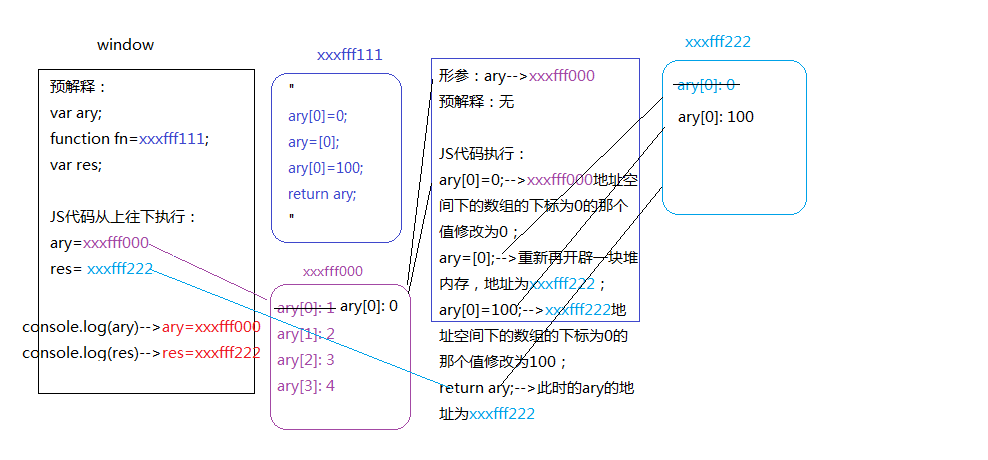 window
预解释：
var ary;
function fn=xxxfff111;
var res;
JS代码从上往下执行：
ary=xxxfff000
res= xxxfff222
console.log(ary)-->ary=xxxfff000
console.log(res)-->res=xxxfff222
xxxfff111
"
ary[0]=0;
ary=[0];
ary[0]=100;
return ary;
"
xxxfff000
ary[0]: 1 ary[0]: 0
ary[1]: 2
ary[2]: 3
ary[3]: 4
形参：ary-->xxxfff000
预解释：无
JS代码执行：
ary[0]=0;-->xxxfff000地址空
间下的数组的下标为0的那个
值修改为0；
ary=[0];-->重新再开辟一块堆
内存，地址为xxxfff222；
ary[0]=100;-->xxxfff222地
址空间下的数组的下标为0的
那个值修改为100；
return ary;-->此时的ary的地
址为xxxfff222
xxxfff222
ary[0]: 0
ary[0]: 100